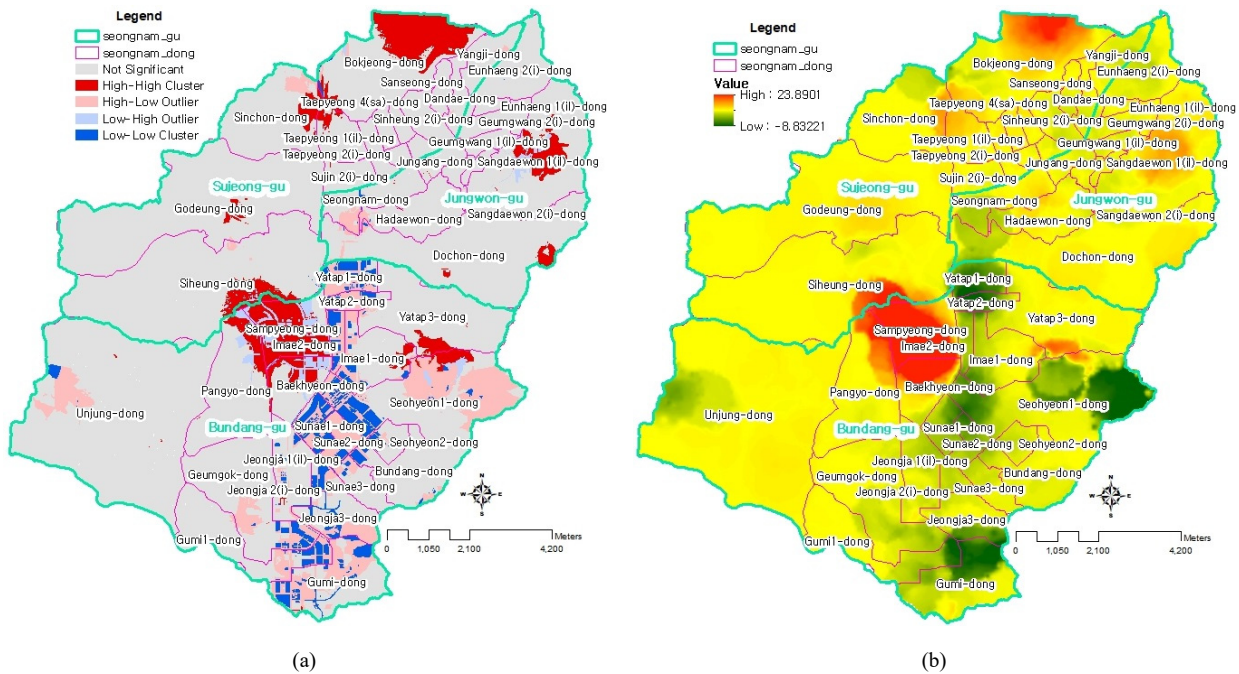 Legend
seongnam_gu
seongnam_dong
Not Significant
High-High Cluster
High-Low Outlier
Low-High Outlier
Low-Low Cluster
Yangji-dong
Bokjeong-dong
Eunhaeng 2(i)-dong
Sanseong-dong
Taepyeong 4(sa)-dong
Dandae-dong
Eunhaeng 1(il)-dong
Sinchon-dong
Sinheung 2(i)-dong
Geumgwang 2(i)-dong
Taepyeong 1(il)-dong
Geumgwang 1(il)-dong
Taepyeong 2(i)-dong
Jungang-dong
Sangdaewon 1(il)-dong
Sujin 2(i)-dong
Sujeong-gu
Seongnam-dong
Jungwon-gu
Godeung-dong
Hadaewon-dong
Sangdaewon 2(i)-dong
Dochon-dong
Siheung-dong
Yatap1-dong
Yatap2-dong
Yatap3-dong
Sampyeong-dong
Imae2-dong
Imae1-dong
Pangyo-dong
Baekhyeon-dong
Unjung-dong
Seohyeon1-dong
Bundang-gu
Sunae1-dong
Sunae2-dong
Seohyeon2-dong
Jeongja 1(il)-dong
Geumgok-dong
Bundang-dong
Jeongja 2(i)-dong
Sunae3-dong
Jeongja3-dong
Gumi1-dong
Gumi-dong
N
W E
S
Meters
0 1,050 2,100 4,200
(a)
Legend
seongnam_gu
seongnam_dong
Value
High : 23.8901
Low : -8.83221
Yangji-dong
Bokjeong-dong
Eunhaeng 2(i)-dong
Sanseong-dong
Taepyeong 4(sa)-dong
Dandae-dong
Eunhaeng 1(il)-dong
Sinchon-dong
Sinheung 2(i)-dong
Geumgwang 2(i)-dong
Taepyeong 1(il)-dong
Geumgwang 1(il)-dong
Taepyeong 2(i)-dong
Jungang-dong
Sangdaewon 1(il)-dong
Sujin 2(i)-dong
Sujeong-gu
Seongnam-dong
Jungwon-gu
Godeung-dong
Hadaewon-dong
Sangdaewon 2(i)-dong
Dochon-dong
Siheung-dong
Yatap1-dong
Yatap2-dong
Yatap3-dong
Sampyeong-dong
Imae2-dong
Imae1-dong
Pangyo-dong
Baekhyeon-dong
Unjung-dong
Seohyeon1-dong
Bundang-gu
Sunae1-dong
Sunae2-dong
Seohyeon2-dong
Jeongja 1(il)-dong
Geumgok-dong
Bundang-dong
Jeongja 2(i)-dong
Sunae3-dong
Jeongja3-dong
Gumi1-dong
Gumi-dong
N
W E
S
Meters
0 1,050 2,100 4,200
(b)